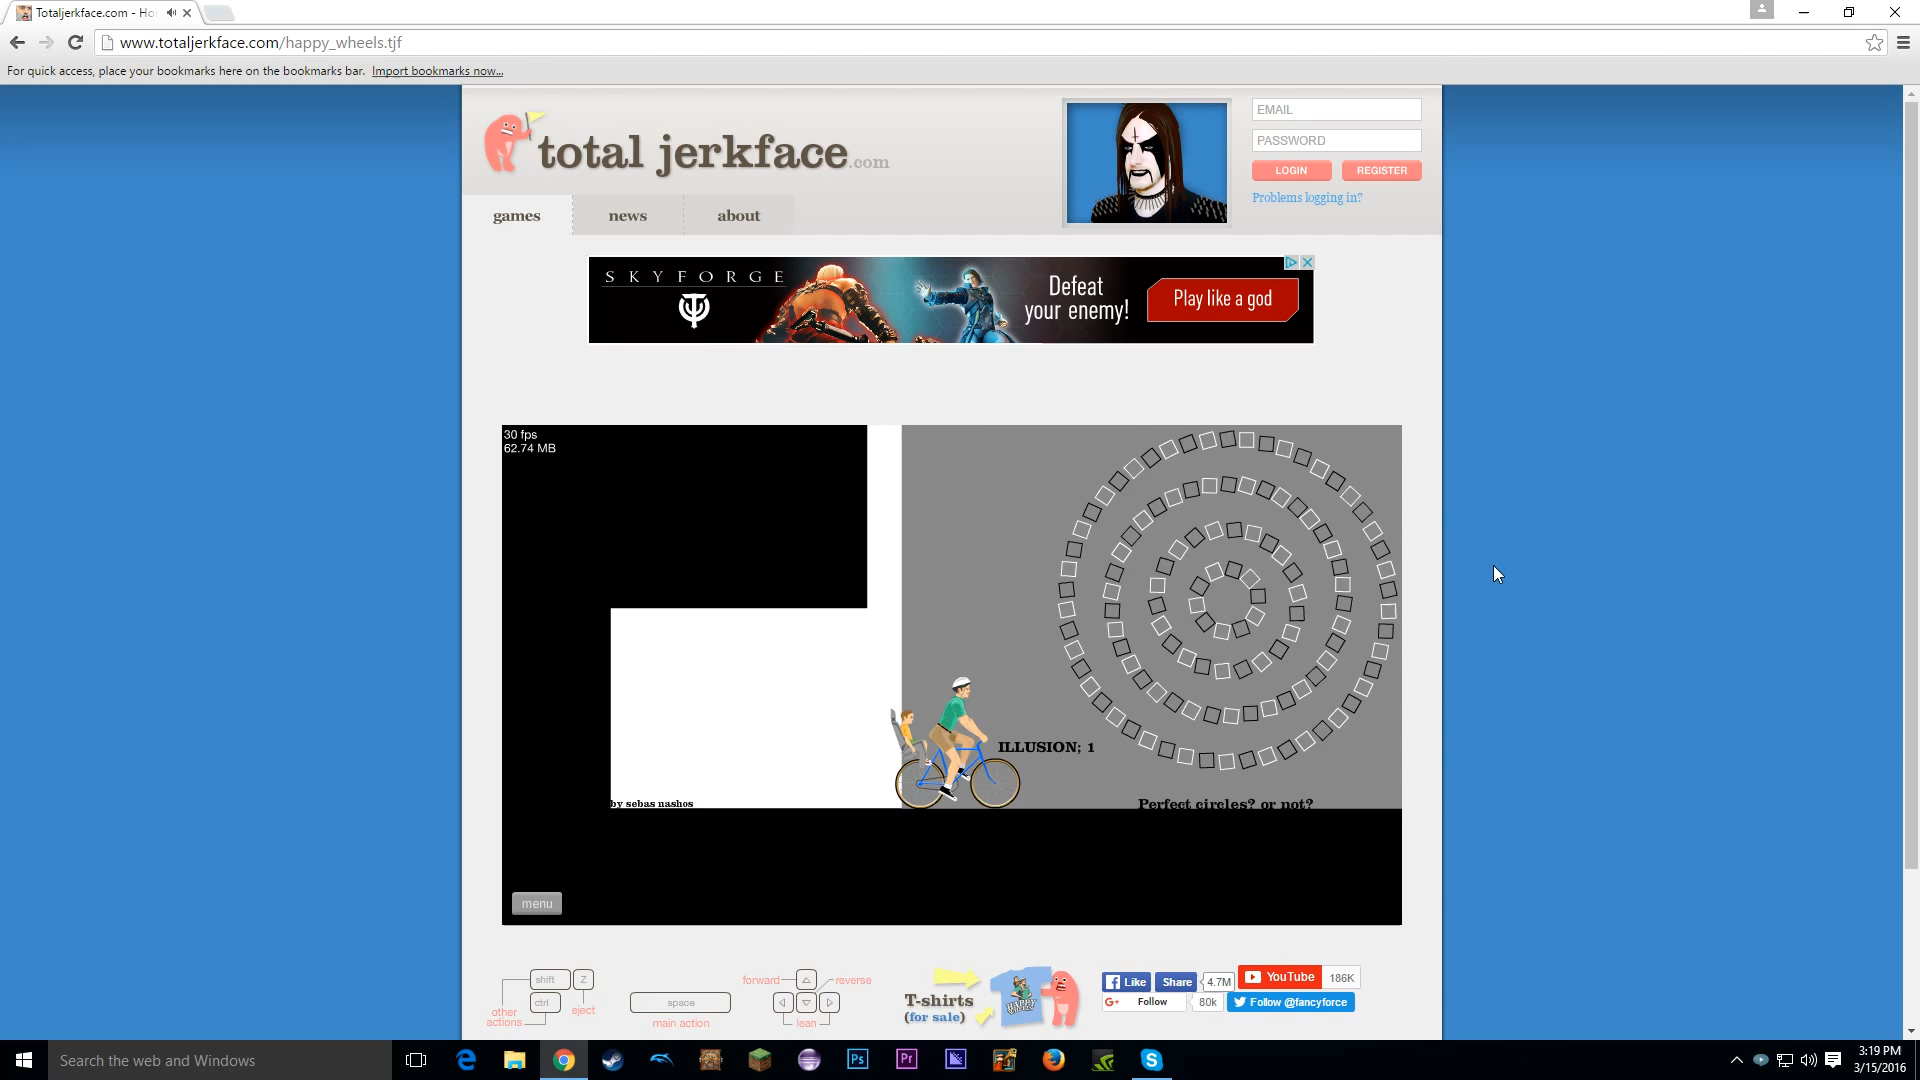 Totaljerkface.com - Ho
www.totaljerkface.com/happy_wheels.tjf
For quick access, place your bookmarks here on the bookmarks bar. Import bookmarks now...
total jerkface.com
EMAIL
PASSWORD
LOGIN REGISTER
Problems logging in?
games news about
SKYFORGE
Defeat
your enemy!
Play like a god
30 fps
62.74 MB
ILLUSION; 1
by sebas nashos
Perfect circles? or not?
menu
shift Z
ctrl
other
actions
eject
space
main action
forward reverse
lean
T-shirts
(for sale)
HAPPY WHEELS
Like Share 4.7M
YouTube 186K
G+ Follow 80k
Follow @fancyforce
Search the web and Windows
Ps
Pr
3:19 PM
3/15/2016